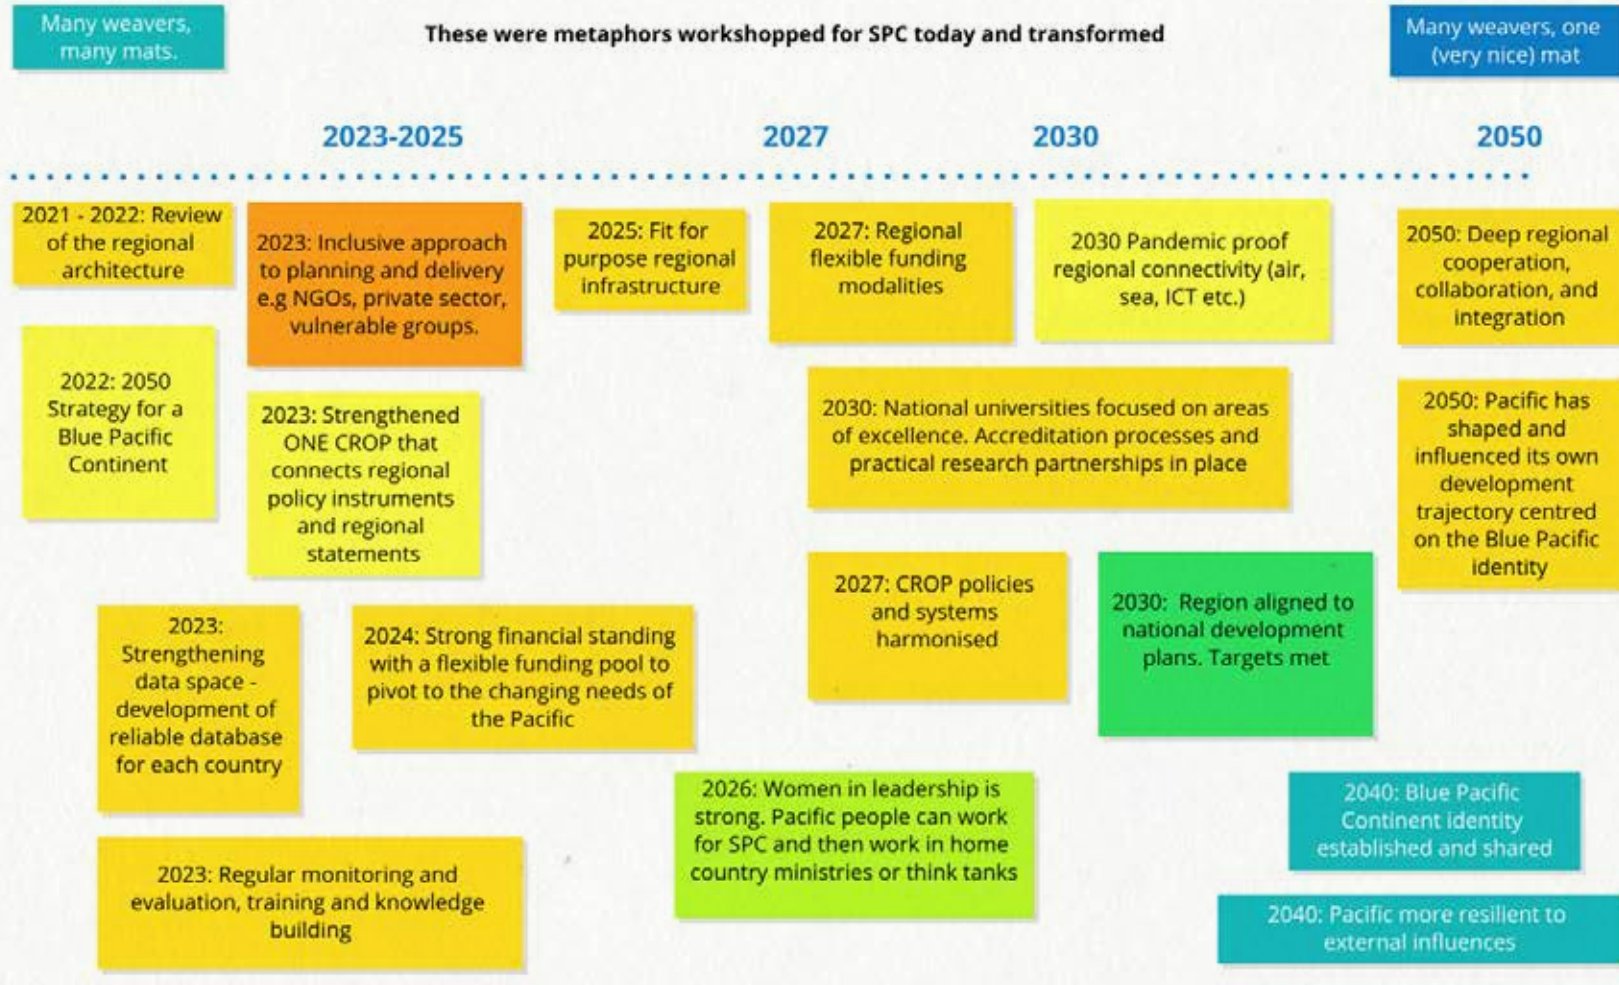 Many weavers,
many mats.
These were metaphors workshopped for SPC today and transformed
Many weavers, one
(very nice) mat
2023-2025
2027
2030
2050
2021 - 2022: Review
of the regional
architecture
2023: Inclusive approach
to planning and delivery
e.g NGOs, private sector,
vulnerable groups.
2025: Fit for
purpose regional
infrastructure
2027: Regional
flexible funding
modalities
2030 Pandemic proof
regional connectivity (air,
sea, ICT etc.)
2050: Deep regional
cooperation,
collaboration, and
integration
2022: 2050
Strategy for a
Blue Pacific
Continent
2023: Strengthened
ONE CROP that
connects regional
policy instruments
and regional
statements
2030: National universities focused on areas
of excellence. Accreditation processes and
practical research partnerships in place
2050: Pacific has
shaped and
influenced its own
development
trajectory centred
on the Blue Pacific
identity
2023:
Strengthening
data space -
development of
reliable database
for each country
2024: Strong financial standing
with a flexible funding pool to
pivot to the changing needs of
the Pacific
2027: CROP policies
and systems
harmonised
2030: Region aligned to
national development
plans. Targets met
2026: Women in leadership is
strong. Pacific people can work
for SPC and then work in home
country ministries or think tanks
2040: Blue Pacific
Continent identity
established and shared
2023: Regular monitoring and
evaluation, training and knowledge
building
2040: Pacific more resilient to
external influences